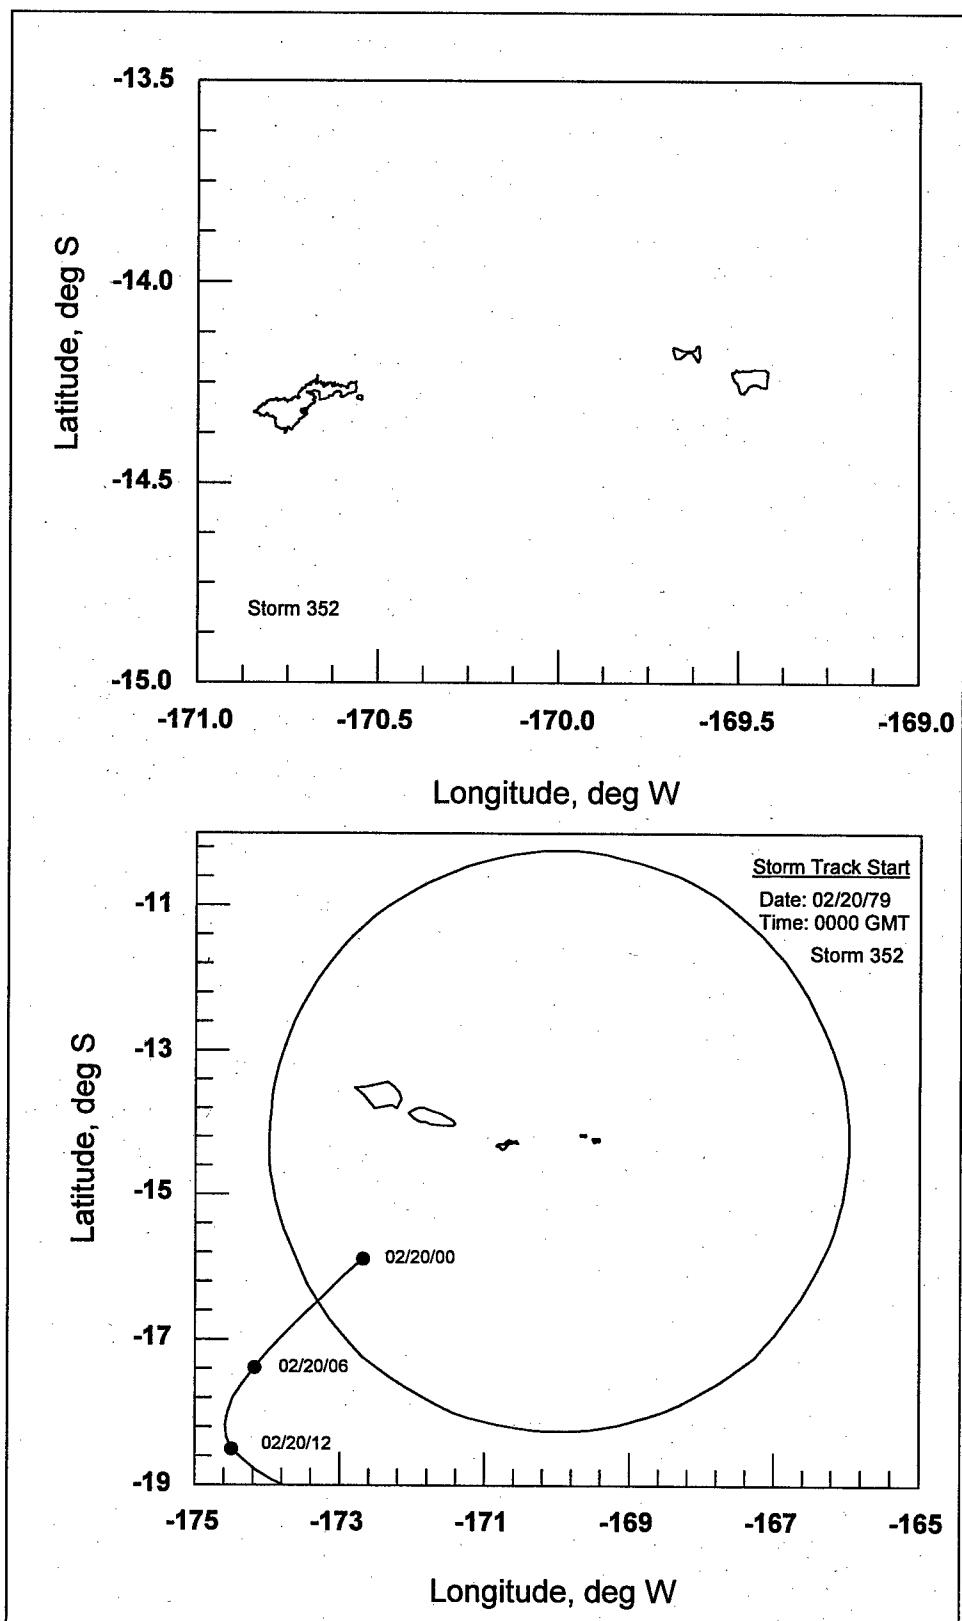 -13.5
-14.0
-14.5
-15.0
Latitude, deg S
Storm 352
-171.0 -170.5 -170.0 -169.5 -169.0
Longitude, deg W
Storm Track Start
Date: 02/20/79
Time: 0000 GMT
Storm 352
-11
-13
-15
-17
-19
Latitude, deg S
02/20/00
02/20/06
02/20/12
-175 -173 -171 -169 -167 -165
Longitude, deg W